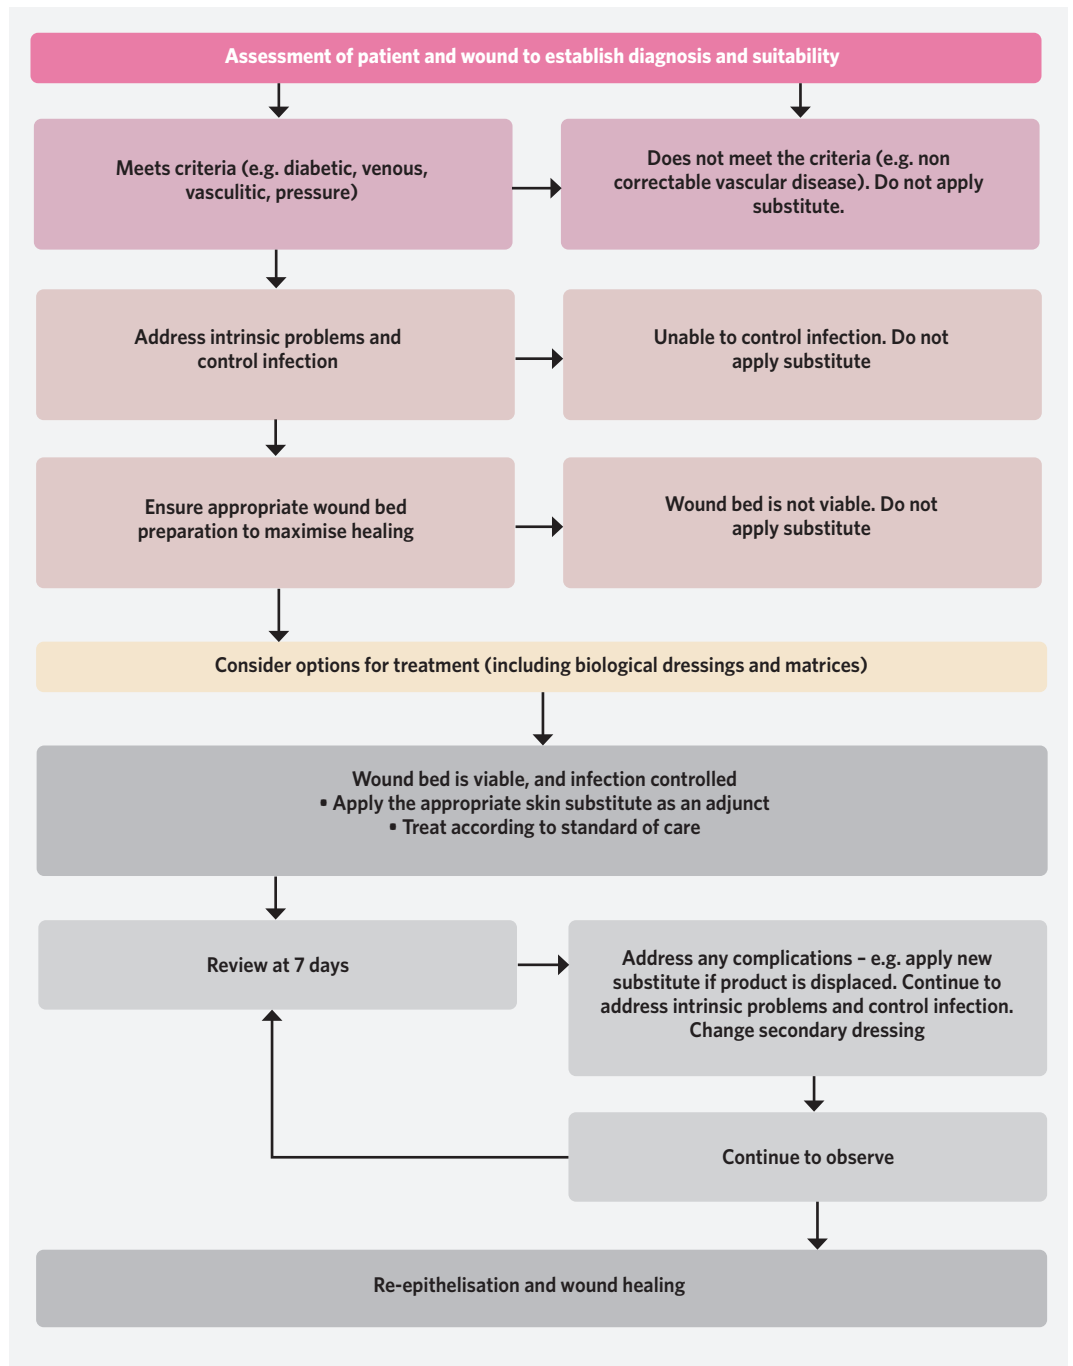 Assessment of patient and wound to establish diagnosis and suitability
Meets criteria (e.g. diabetic, venous,
vasculitic, pressure)
Does not meet the criteria (e.g. non
correctable vascular disease). Do not apply
substitute.
Address intrinsic problems and
control infection
Unable to control infection. Do not
apply substitute
Ensure appropriate wound bed
preparation to maximise healing
Wound bed is not viable. Do not
apply substitute
Consider options for treatment (including biological dressings and matrices)
Wound bed is viable, and infection controlled
• Apply the appropriate skin substitute as an adjunct
• Treat according to standard of care
Review at 7 days
Address any complications – e.g. apply new
substitute if product is displaced. Continue to
address intrinsic problems and control infection.
Change secondary dressing
Continue to observe
Re-epithelisation and wound healing